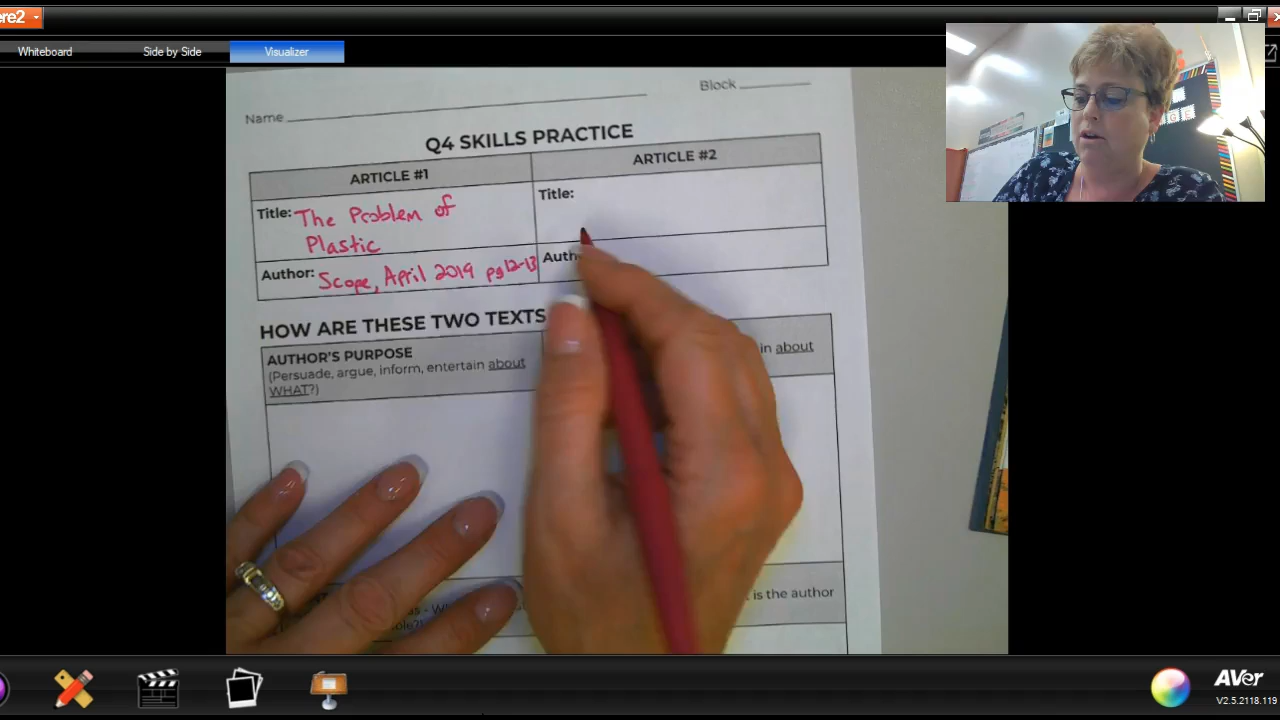 ere2
Whiteboard
Side by Side
Visualizer
Name
Block
Q4 SKILLS PRACTICE
ARTICLE #1
ARTICLE #2
Title: The Problem of
Plastic
Title:
Author: Scope, April 2019 pg 12-13
HOW ARE THESE TWO TEXTS
AUTHOR'S PURPOSE
(Persuade, argue, inform, entertain about
WHAT?)
in about
is the author
AVer
V2.5.2118.119